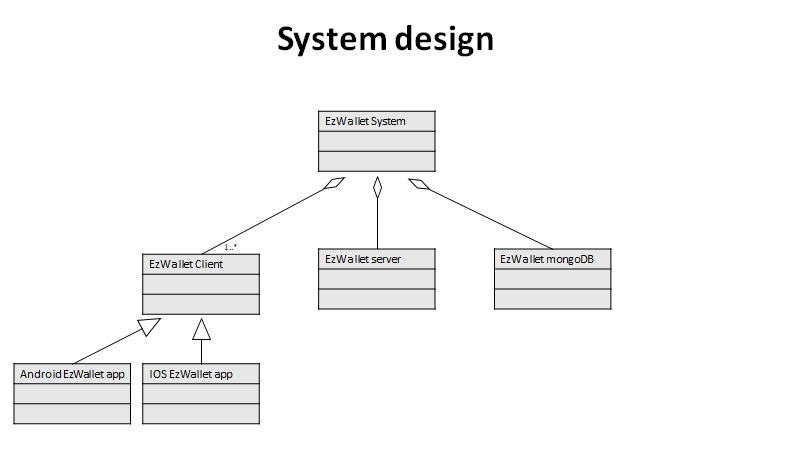 System design
EzWallet System
1..*
EzWallet Client
EzWallet server
EzWallet mongoDB
Android EzWallet app
IOS EzWallet app